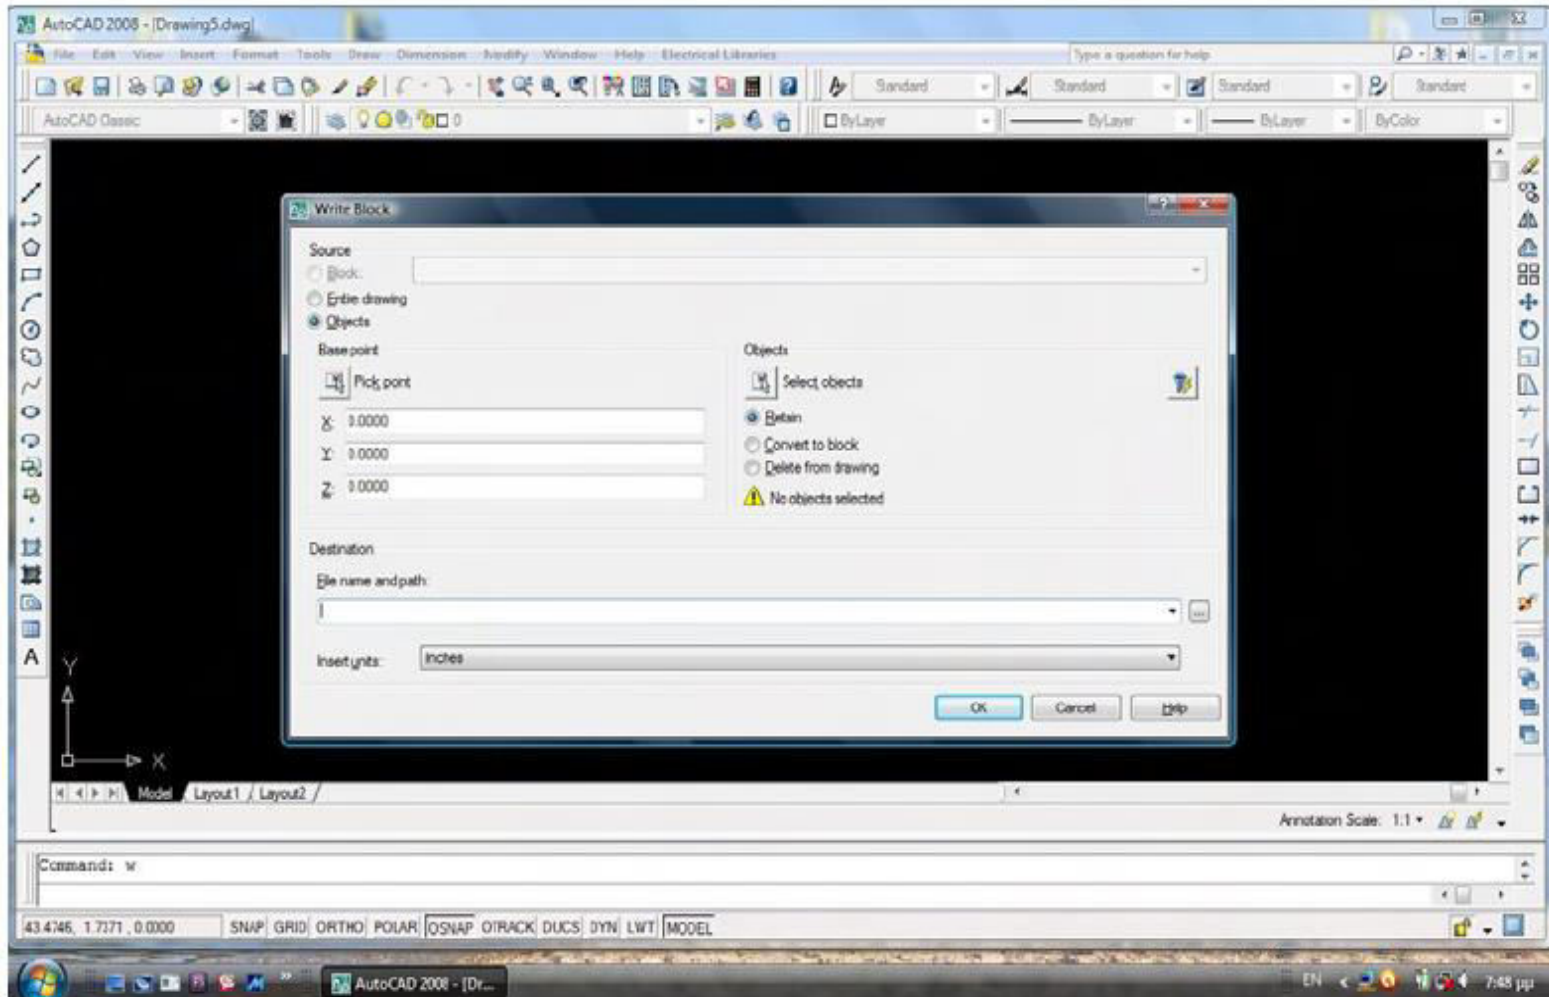 AutoCAD 2008 - [Drawing5.dwg]
File Edit View Insert Format Tools Draw Dimension Modify Window Help Electrical Libraries Type a question for help
Standard Standard Standard Standard
AutoCAD Classic 0 ByLayer ByLayer ByLayer ByColor
Write Block
Source
Block:
Entire drawing
Objects
Base point
Pick point
X: 0.0000
Y: 0.0000
Z: 0.0000
Objects
Select objects
Retain
Convert to block
Delete from drawing
No objects selected
Destination
File name and path:
...
Insert units: Inches
OK Cancel Help
A
Y
X
Model Layout1 Layout2
Annotation Scale: 1:1
Command: w
43.4746, 1.7371, 0.0000 SNAP GRID ORTHO POLAR OSNAP OTRACK DUCS DYN LWT MODEL
AutoCAD 2008 - [Dr... EN 7:48 μμ